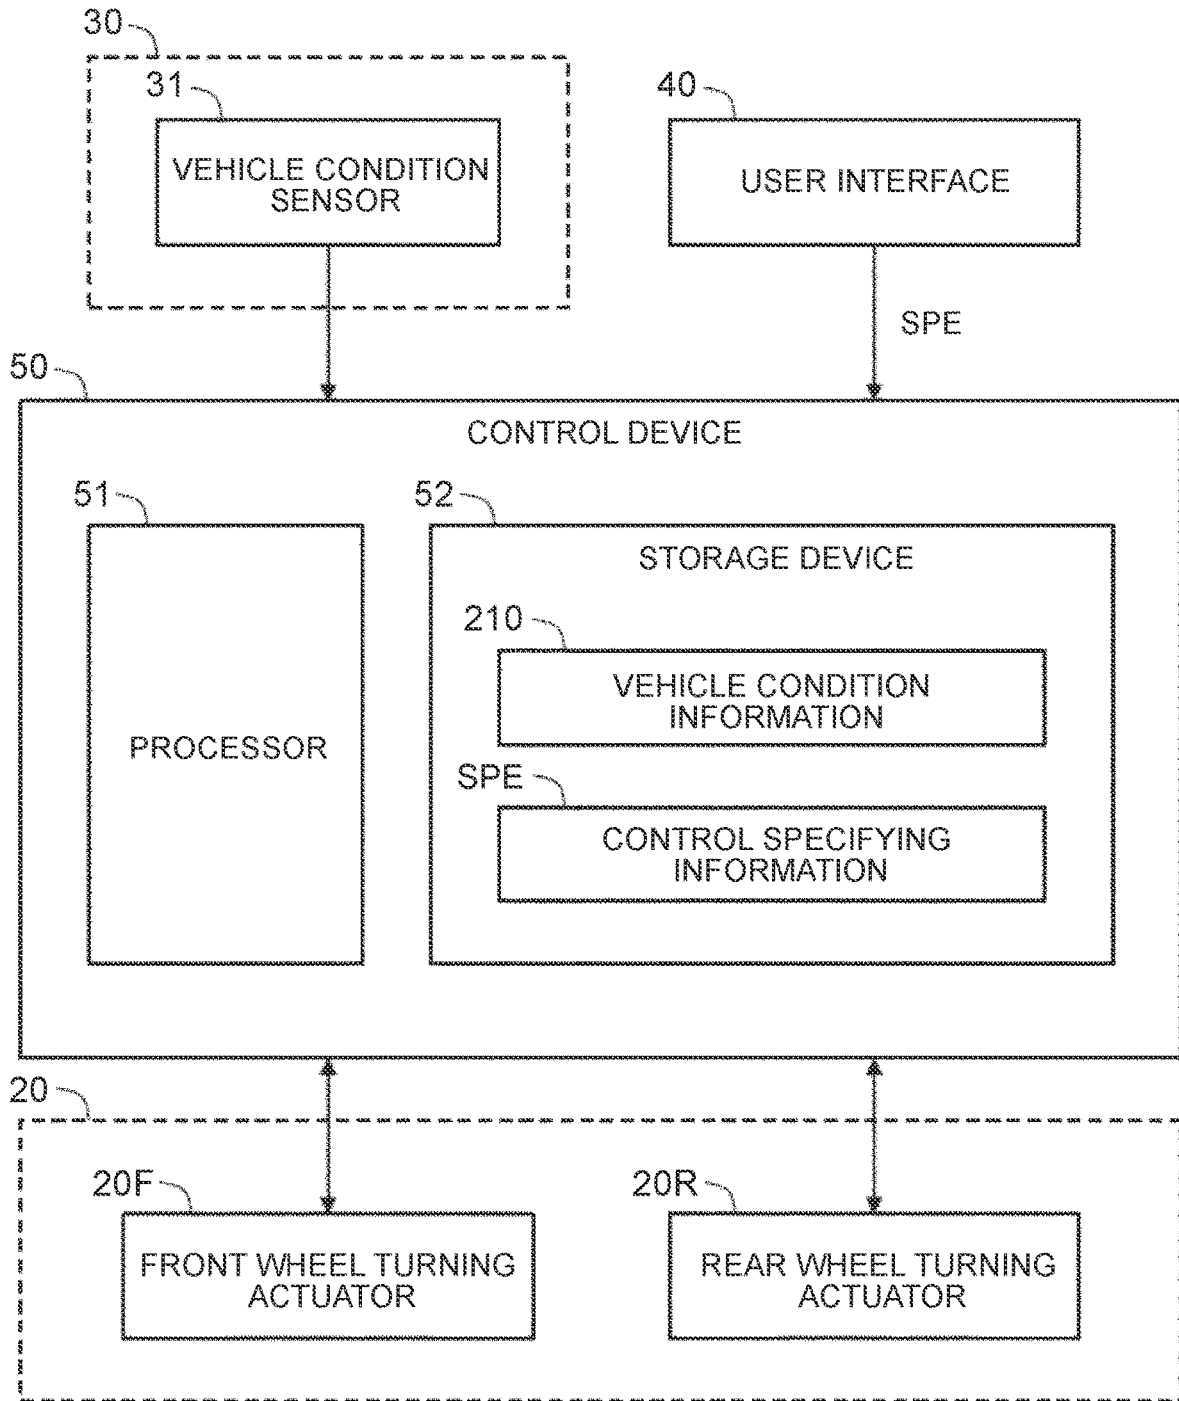 30
31
VEHICLE CONDITION
SENSOR
40
USER INTERFACE
SPE
50
CONTROL DEVICE
51
PROCESSOR
52
STORAGE DEVICE
210
VEHICLE CONDITION
INFORMATION
SPE
CONTROL SPECIFYING
INFORMATION
20
20F
FRONT WHEEL TURNING
ACTUATOR
20R
REAR WHEEL TURNING
ACTUATOR